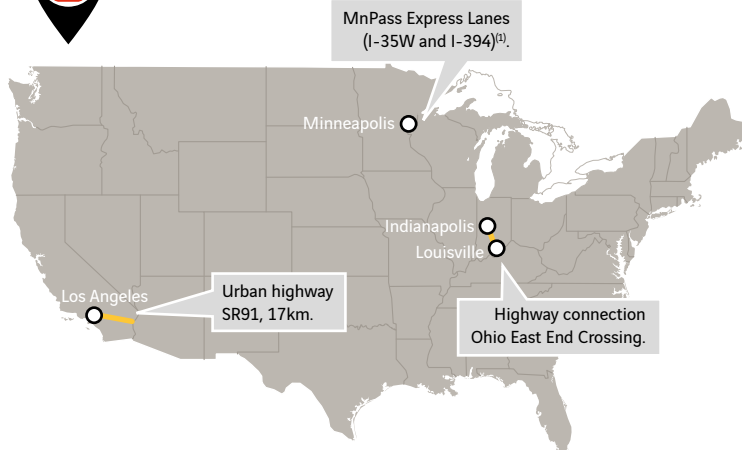 MnPass Express Lanes
(I-35W and I-394)⁽¹⁾.
Minneapolis
Indianapolis
Louisville
Los Angeles
Urban highway
SR91, 17km.
Highway connection
Ohio East End Crossing.